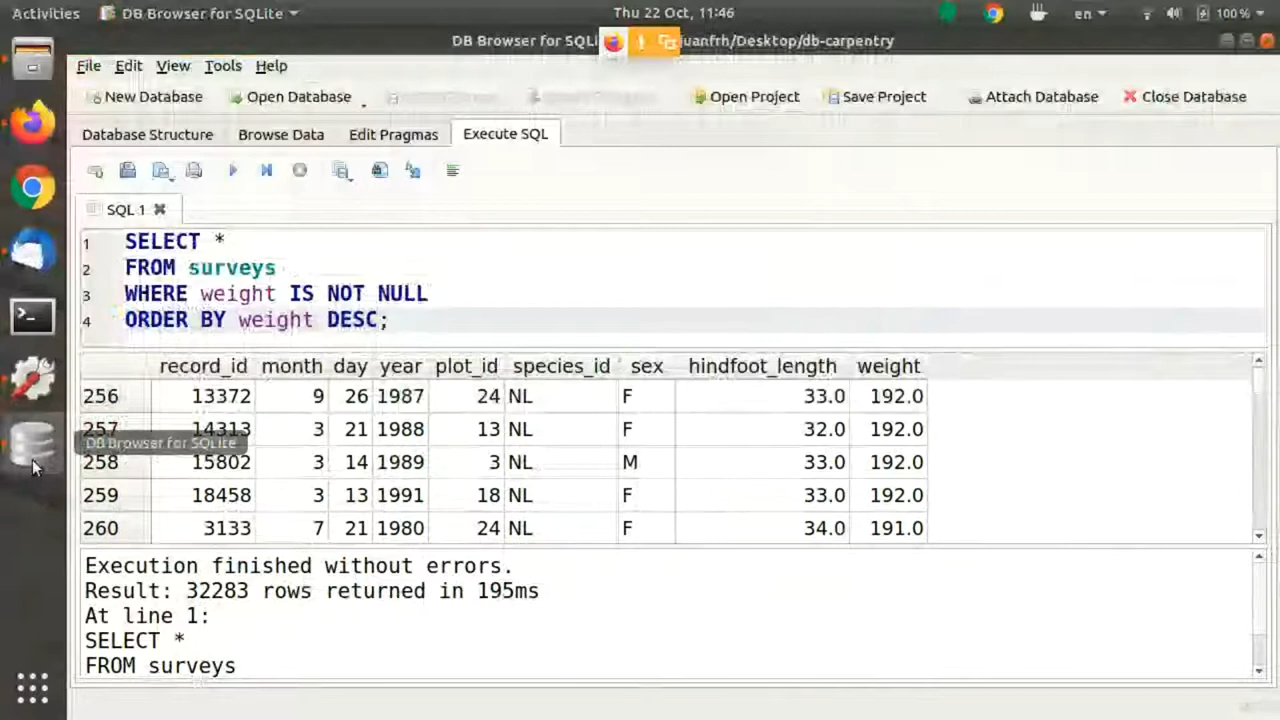 Activities DB Browser for SQLite Thu 22 Oct, 11:46 en 100 %
DB Browser for SQLi uanfrh/Desktop/db-carpentry
File Edit View Tools Help
New Database Open Database Open Project Save Project Attach Database Close Database
Database Structure Browse Data Edit Pragmas Execute SQL
SQL 1
1 SELECT *
2 FROM surveys
3 WHERE weight IS NOT NULL
4 ORDER BY weight DESC;
record_id month day year plot_id species_id sex hindfoot_length weight
256 13372 9 26 1987 24 NL F 33.0 192.0
257 14313 3 21 1988 13 NL F 32.0 192.0
DB Browser for SQLite
258 15802 3 14 1989 3 NL M 33.0 192.0
259 18458 3 13 1991 18 NL F 33.0 192.0
260 3133 7 21 1980 24 NL F 34.0 191.0
Execution finished without errors.
Result: 32283 rows returned in 195ms
At line 1:
SELECT *
FROM surveys